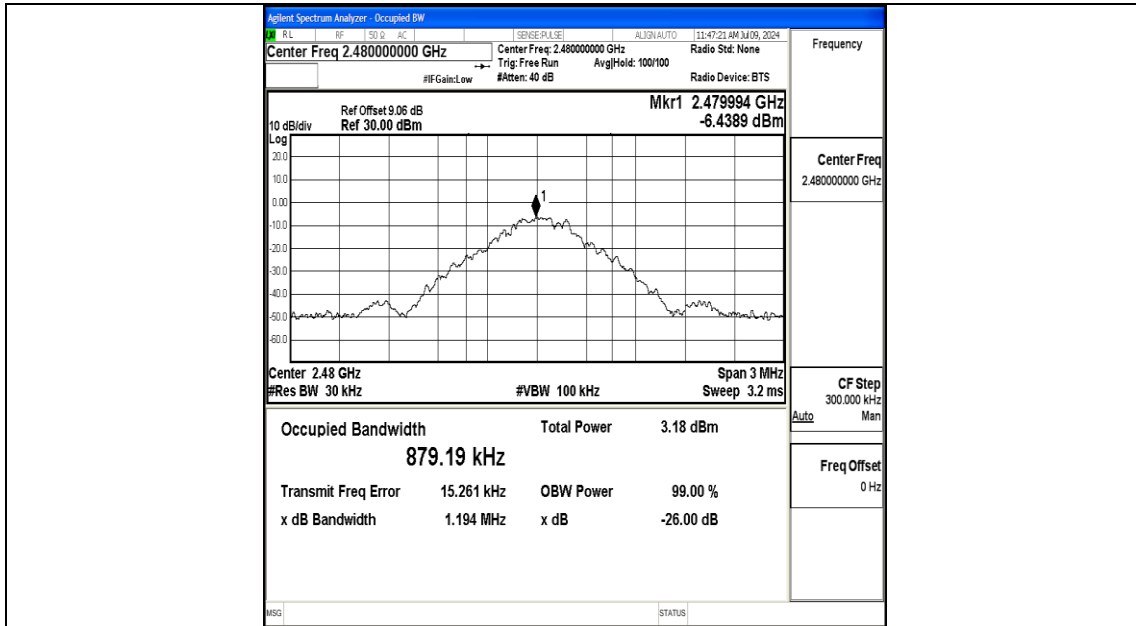 Agilent Spectrum Analyzer - Occupied BW
LXI RL RF 50 Ω AC SENSE:PULSE ALIGN AUTO 11:47:21 AM Jul 09, 2024
Center Freq 2.480000000 GHz
Center Freq: 2.480000000 GHz Radio Std: None
Trig: Free Run Avg|Hold: 100/100
#IFGain:Low #Atten: 40 dB Radio Device: BTS
Frequency
Mkr1 2.479994 GHz
-6.4389 dBm
Ref Offset 9.06 dB
10 dB/div Ref 30.00 dBm
Log
20.0
10.0
0.00
-10.0
-20.0
-30.0
-40.0
-50.0
-60.0
1
Center 2.48 GHz Span 3 MHz
#Res BW 30 kHz #VBW 100 kHz Sweep 3.2 ms
Occupied Bandwidth Total Power 3.18 dBm
879.19 kHz
Transmit Freq Error 15.261 kHz OBW Power 99.00 %
x dB Bandwidth 1.194 MHz x dB -26.00 dB
Center Freq
2.480000000 GHz
CF Step
300.000 kHz
Auto Man
Freq Offset
0 Hz
MSG STATUS